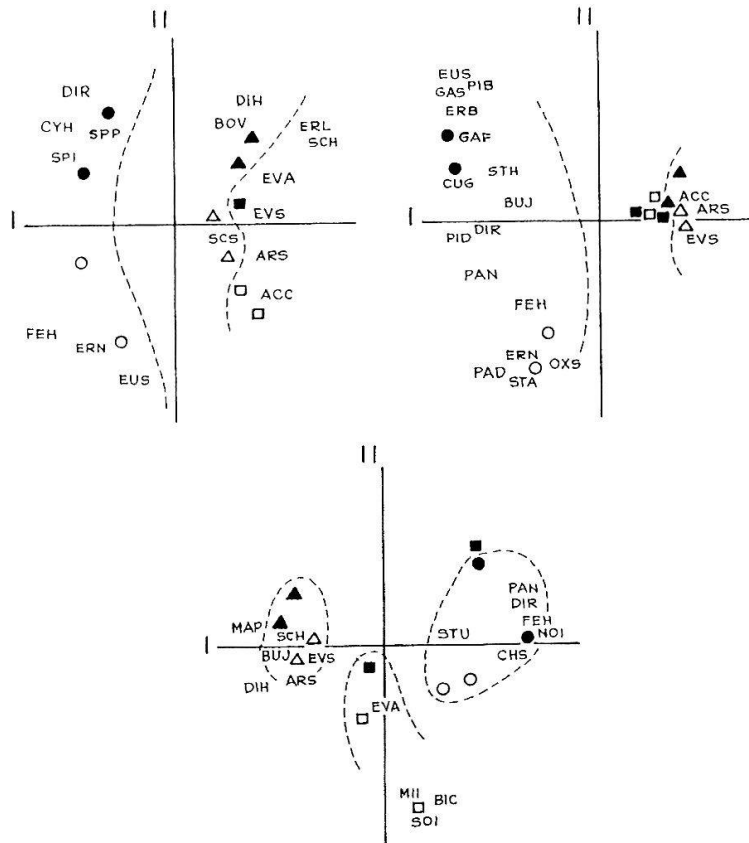 II
DIR
CYH
SPP
SPI
DIH
BOV
ERL
SCH
EVA
I
EVS
SCS
ARS
ACC
FEH
ERN
EUS
II
EUS
PIB
GAS
ERB
GAF
CUG
STH
BUJ
ACC
ARS
I
EVS
PID
DIR
PAN
FEH
ERN
OXS
PAD
STA
II
PAN
DIR
FEH
NOI
MAP
SCH
STU
I
BUJ
EVS
CHS
DIH
ARS
EVA
MII
BIC
SOI